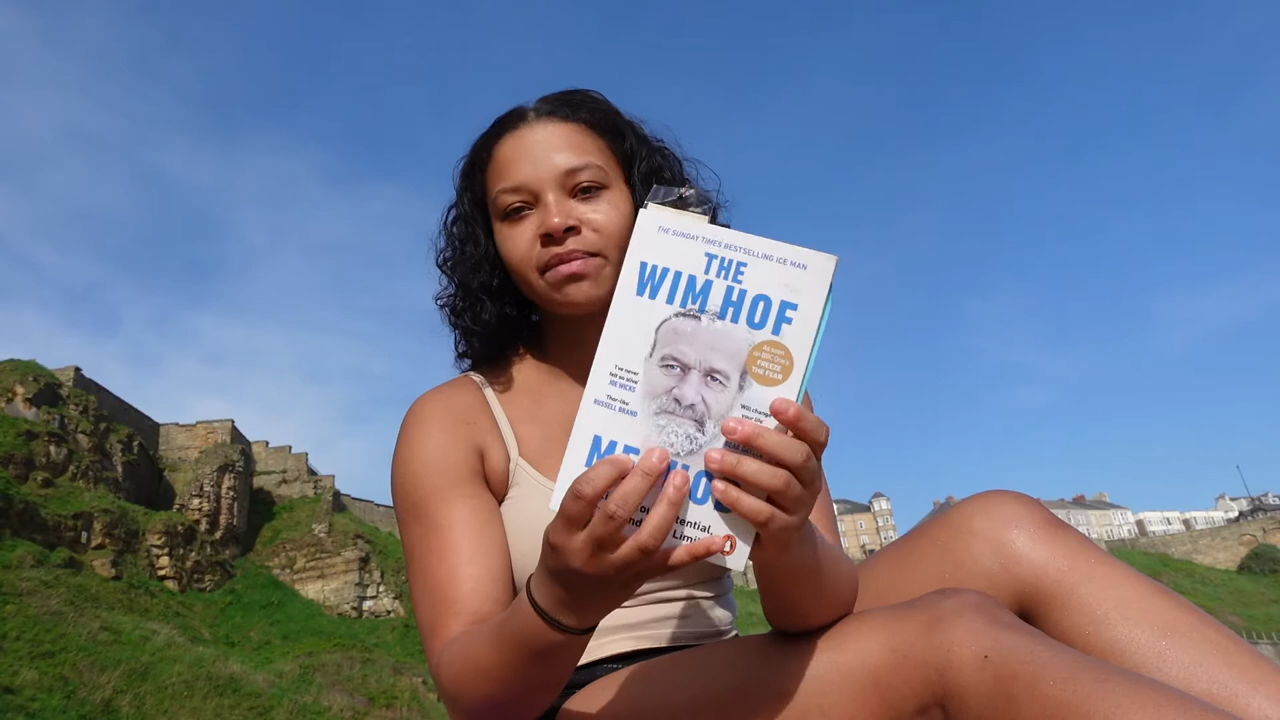 THE SUNDAY TIMES BESTSELLING ICE MAN
THE
WIM HOF
As seen
on BBC One's
FREEZE
THE FEAR
'I've never
felt so alive'
JOE WICKS
'Thor-like'
RUSSELL BRAND
'Will change
your life'